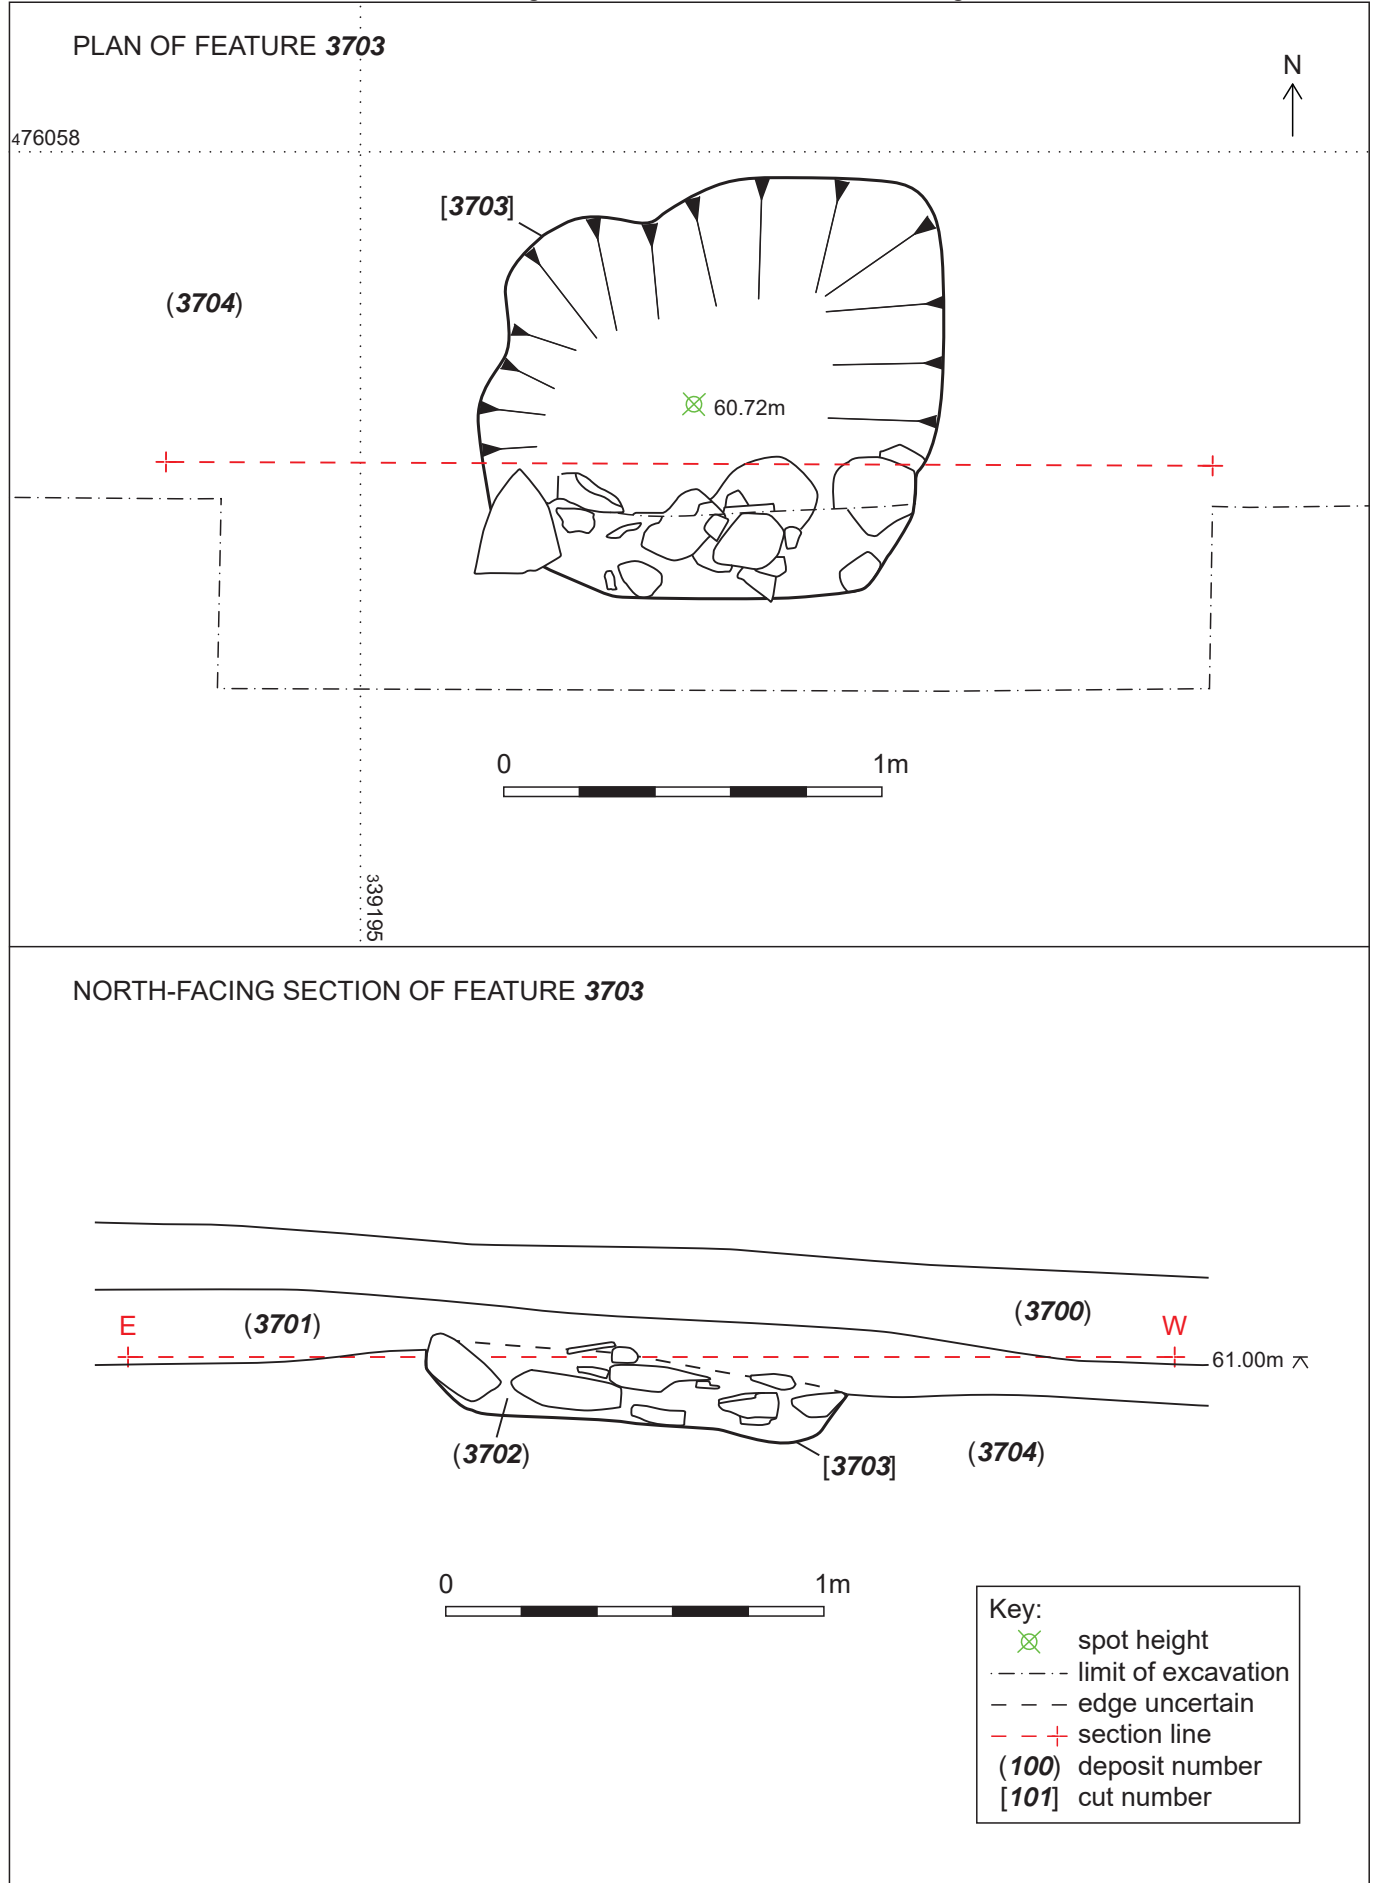 PLAN OF FEATURE 3703
N
476058
[3703]
(3704)
60.72m
0 1m
339195
NORTH-FACING SECTION OF FEATURE 3703
(3700)
(3701)
E W
61.00m
(3702)
[3703]
(3704)
0 1m
Key:
spot height
limit of excavation
edge uncertain
section line
(100) deposit number
[101] cut number